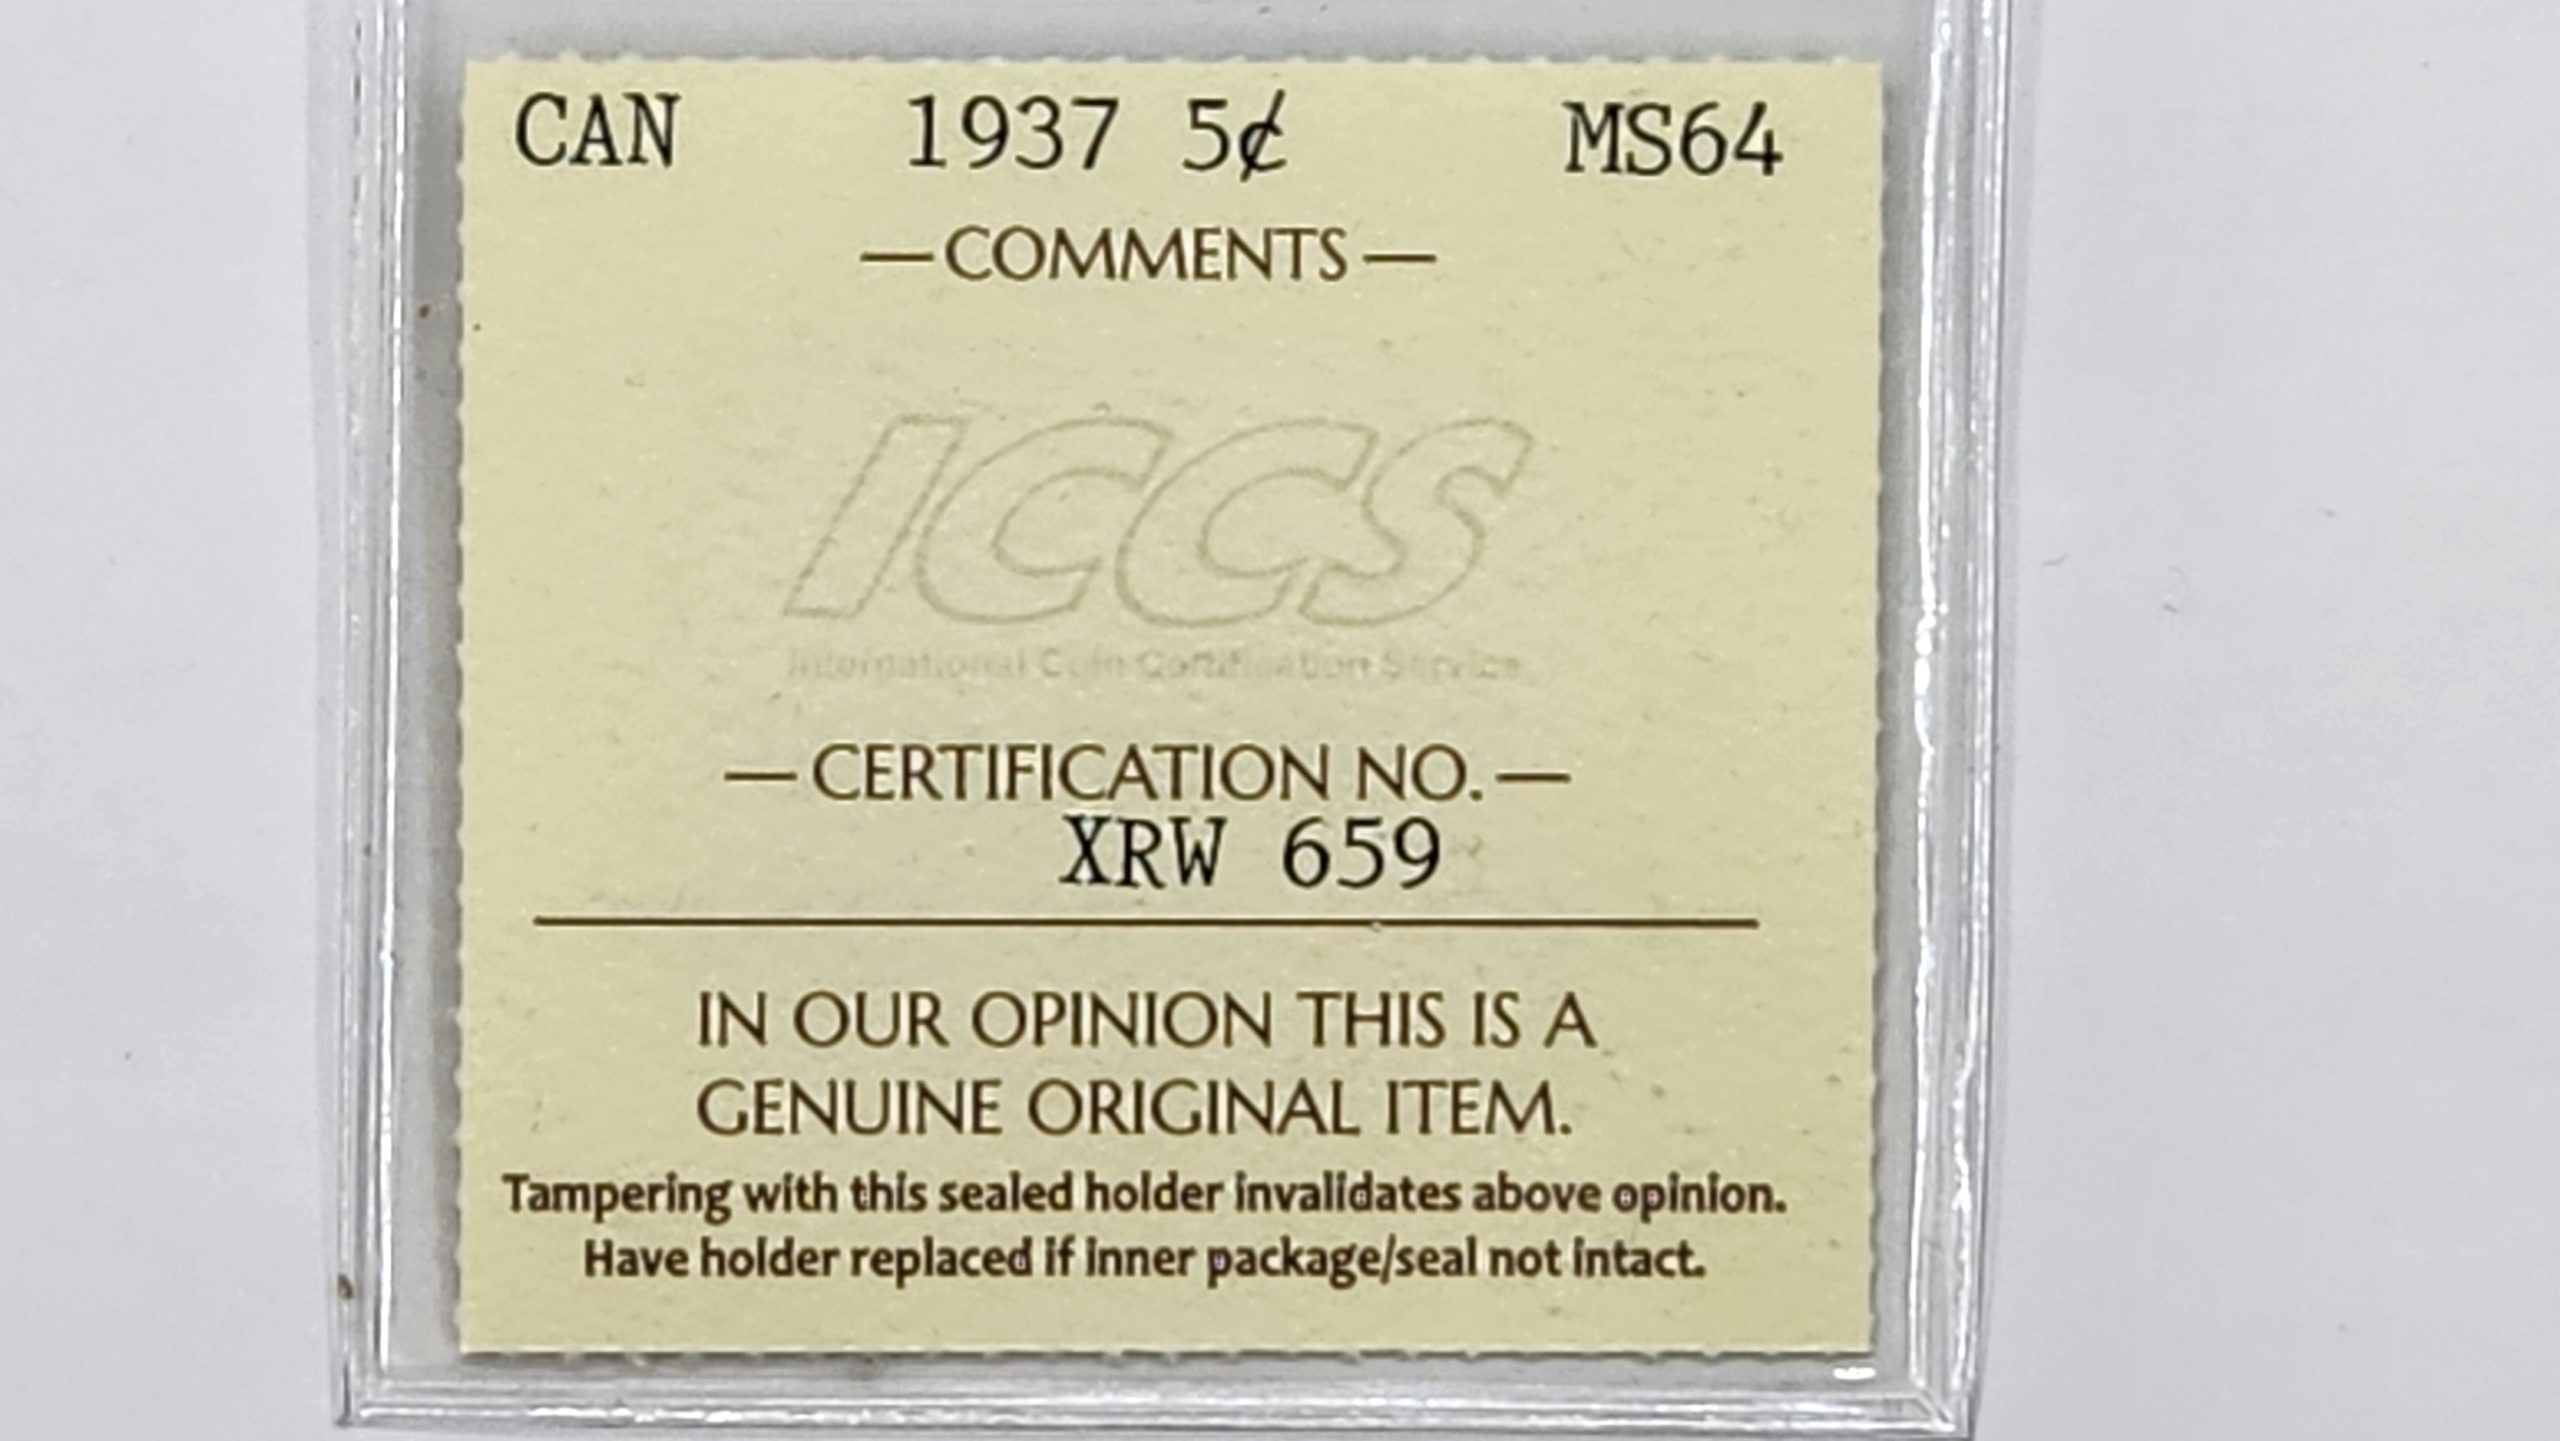 CAN 1937 5¢ MS64
—COMMENTS—
ICCS
International Coin Certification Service
—CERTIFICATION NO.—
XRW 659
IN OUR OPINION THIS IS A
GENUINE ORIGINAL ITEM.
Tampering with this sealed holder invalidates above opinion.
Have holder replaced if inner package/seal not intact.